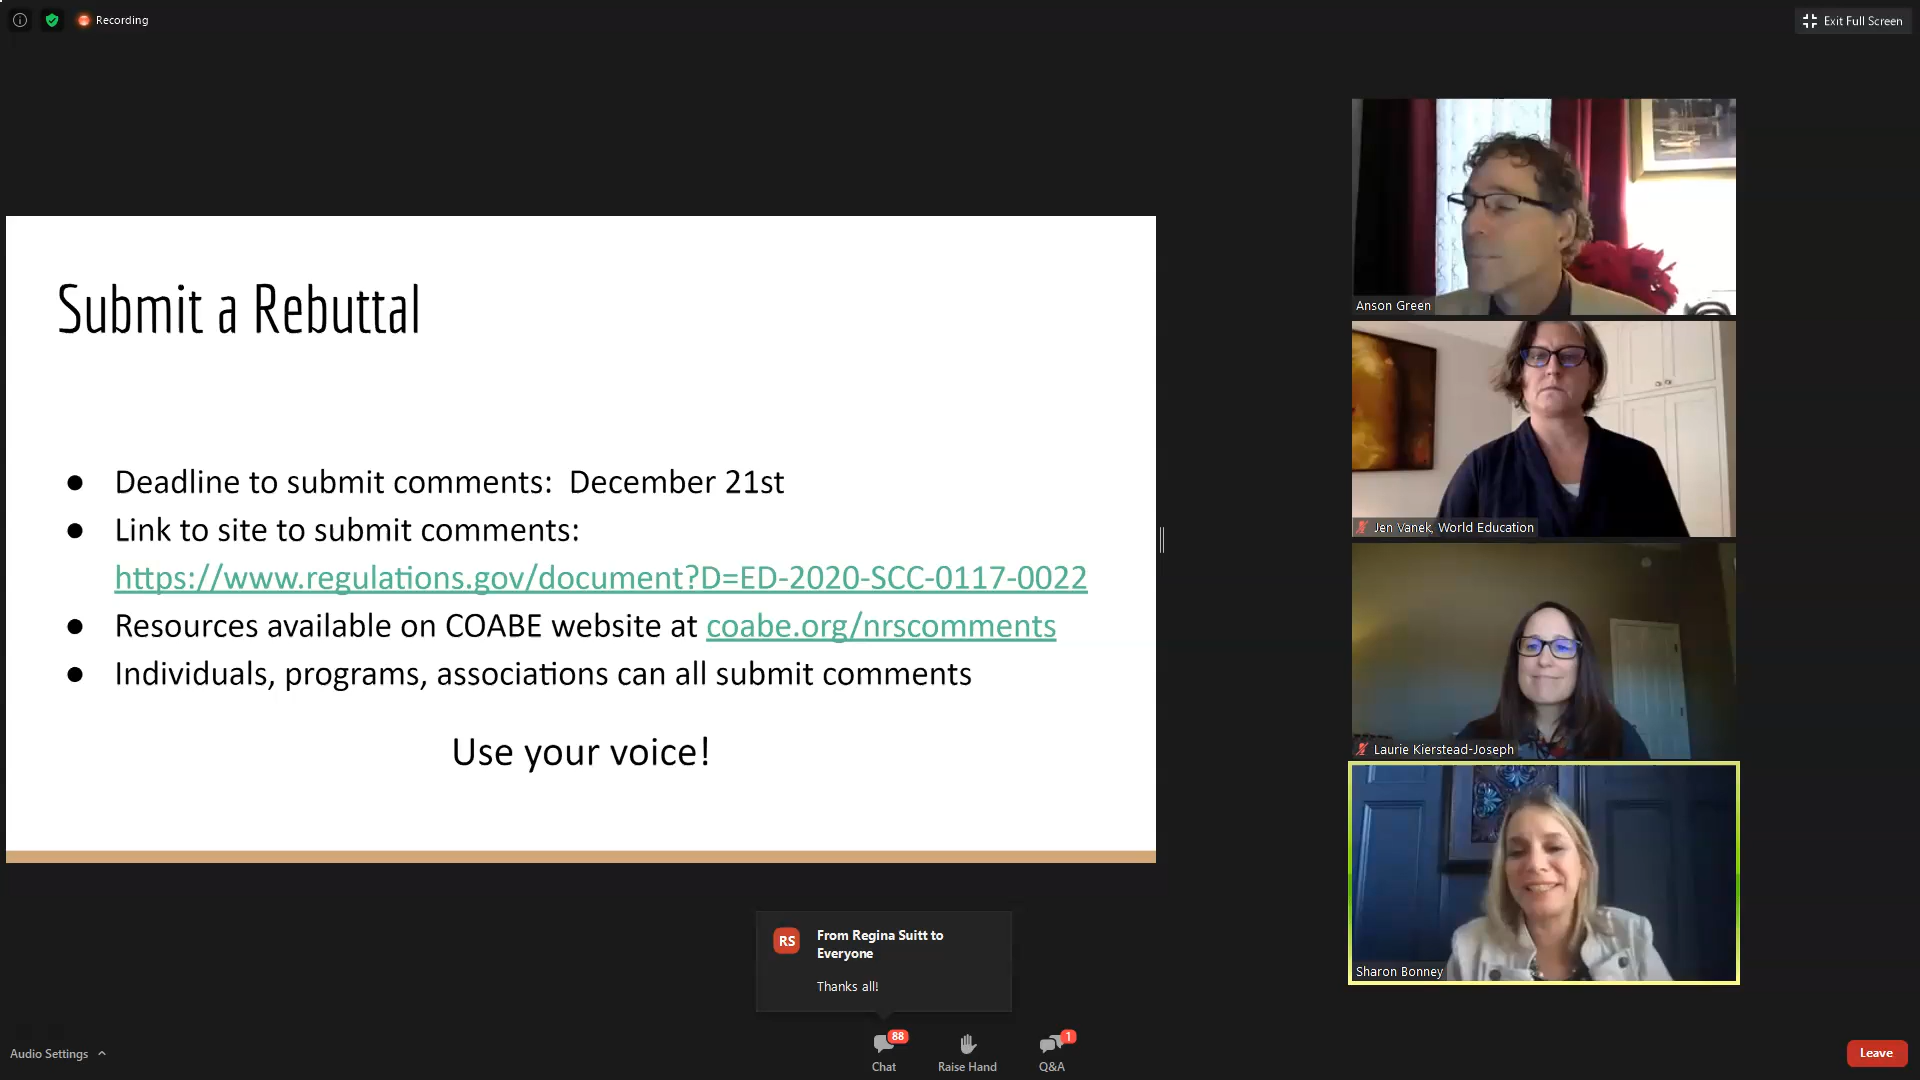 Recording
Exit Full Screen
Submit a Rebuttal
● Deadline to submit comments: December 21st
● Link to site to submit comments:
https://www.regulations.gov/document?D=ED-2020-SCC-0117-0022
● Resources available on COABE website at coabe.org/nrscomments
● Individuals, programs, associations can all submit comments
Use your voice!
Anson Green
Jen Vanek, World Education
Laurie Kierstead-Joseph
Sharon Bonney
RS
From Regina Suitt to
Everyone
Thanks all!
Audio Settings
88
Chat
Raise Hand
1
Q&A
Leave